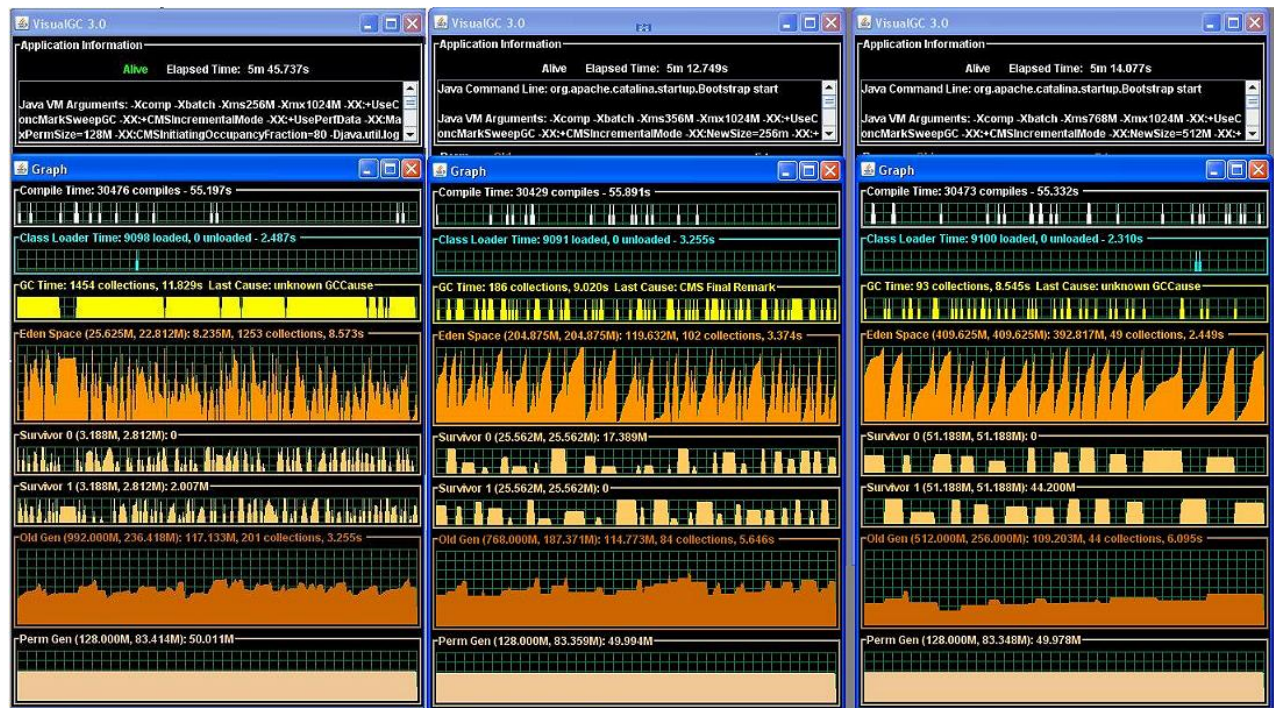 VisualGC 3.0
Application Information
Alive Elapsed Time: 5m 45.737s
Java VM Arguments: -Xcomp -Xbatch -Xms256M -Xmx1024M -XX:+UseC
oncMarkSweepGC -XX:+CMSIncrementalMode -XX:+UsePerfData -XX:Ma
xPermSize=128M -XX:CMSInitiatingOccupancyFraction=80 -Djava.util.log
Graph
Compile Time: 30476 compiles - 55.197s
Class Loader Time: 9098 loaded, 0 unloaded - 2.487s
GC Time: 1454 collections, 11.829s Last Cause: unknown GCCause
Eden Space (25.625M, 22.812M): 8.235M, 1253 collections, 8.573s
Survivor 0 (3.188M, 2.812M): 0
Survivor 1 (3.188M, 2.812M): 2.007M
Old Gen (992.000M, 236.418M): 117.133M, 201 collections, 3.255s
Perm Gen (128.000M, 83.414M): 50.011M
VisualGC 3.0
Application Information
Alive Elapsed Time: 5m 12.749s
Java Command Line: org.apache.catalina.startup.Bootstrap start
Java VM Arguments: -Xcomp -Xbatch -Xms356M -Xmx1024M -XX:+UseC
oncMarkSweepGC -XX:+CMSIncrementalMode -XX:NewSize=256m -XX:+
Graph
Compile Time: 30429 compiles - 55.891s
Class Loader Time: 9091 loaded, 0 unloaded - 3.255s
GC Time: 186 collections, 9.020s Last Cause: CMS Final Remark
Eden Space (204.875M, 204.875M): 119.632M, 102 collections, 3.374s
Survivor 0 (25.562M, 25.562M): 17.389M
Survivor 1 (25.562M, 25.562M): 0
Old Gen (768.000M, 187.371M): 114.773M, 84 collections, 5.646s
Perm Gen (128.000M, 83.359M): 49.994M
VisualGC 3.0
Application Information
Alive Elapsed Time: 5m 14.077s
Java Command Line: org.apache.catalina.startup.Bootstrap start
Java VM Arguments: -Xcomp -Xbatch -Xms768M -Xmx1024M -XX:+UseC
oncMarkSweepGC -XX:+CMSIncrementalMode -XX:NewSize=512M -XX:+
Graph
Compile Time: 30473 compiles - 55.332s
Class Loader Time: 9100 loaded, 0 unloaded - 2.310s
GC Time: 93 collections, 8.545s Last Cause: unknown GCCause
Eden Space (409.625M, 409.625M): 392.817M, 49 collections, 2.449s
Survivor 0 (51.188M, 51.188M): 0
Survivor 1 (51.188M, 51.188M): 44.200M
Old Gen (512.000M, 256.000M): 109.203M, 44 collections, 6.095s
Perm Gen (128.000M, 83.348M): 49.978M